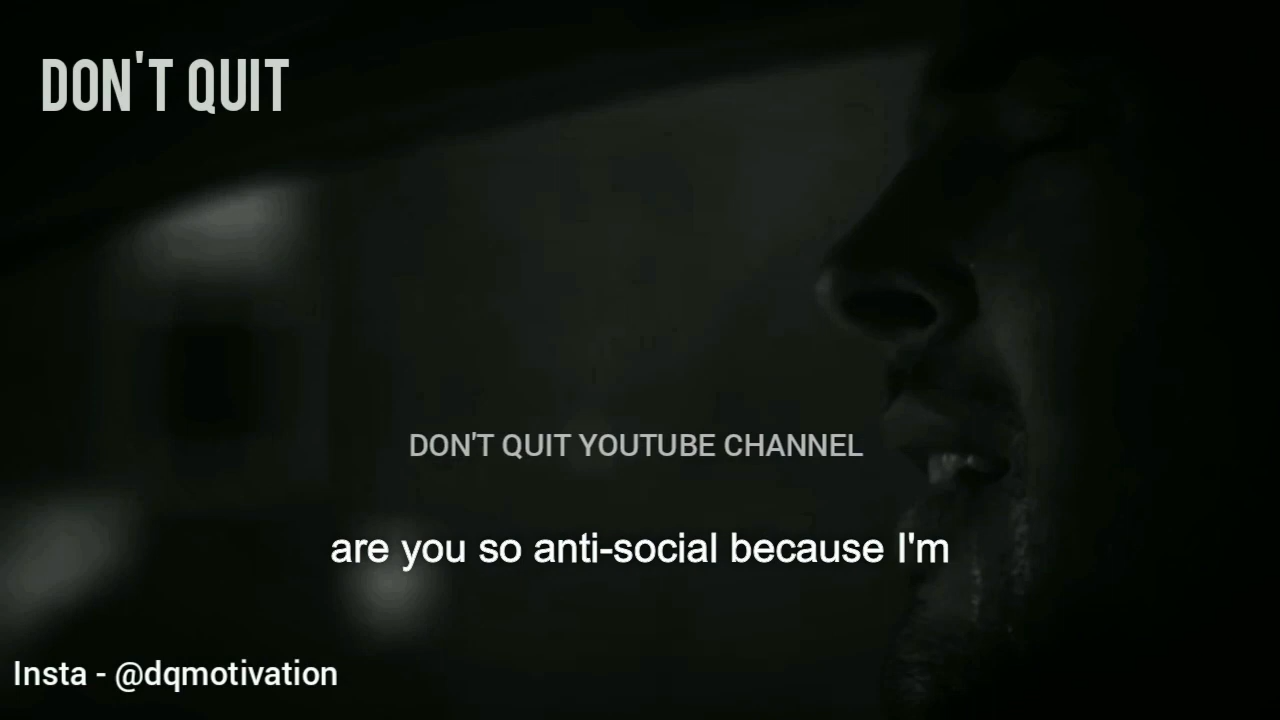 DON'T QUIT
DON'T QUIT YOUTUBE CHANNEL
are you so anti-social because I'm
Insta - @dqmotivation